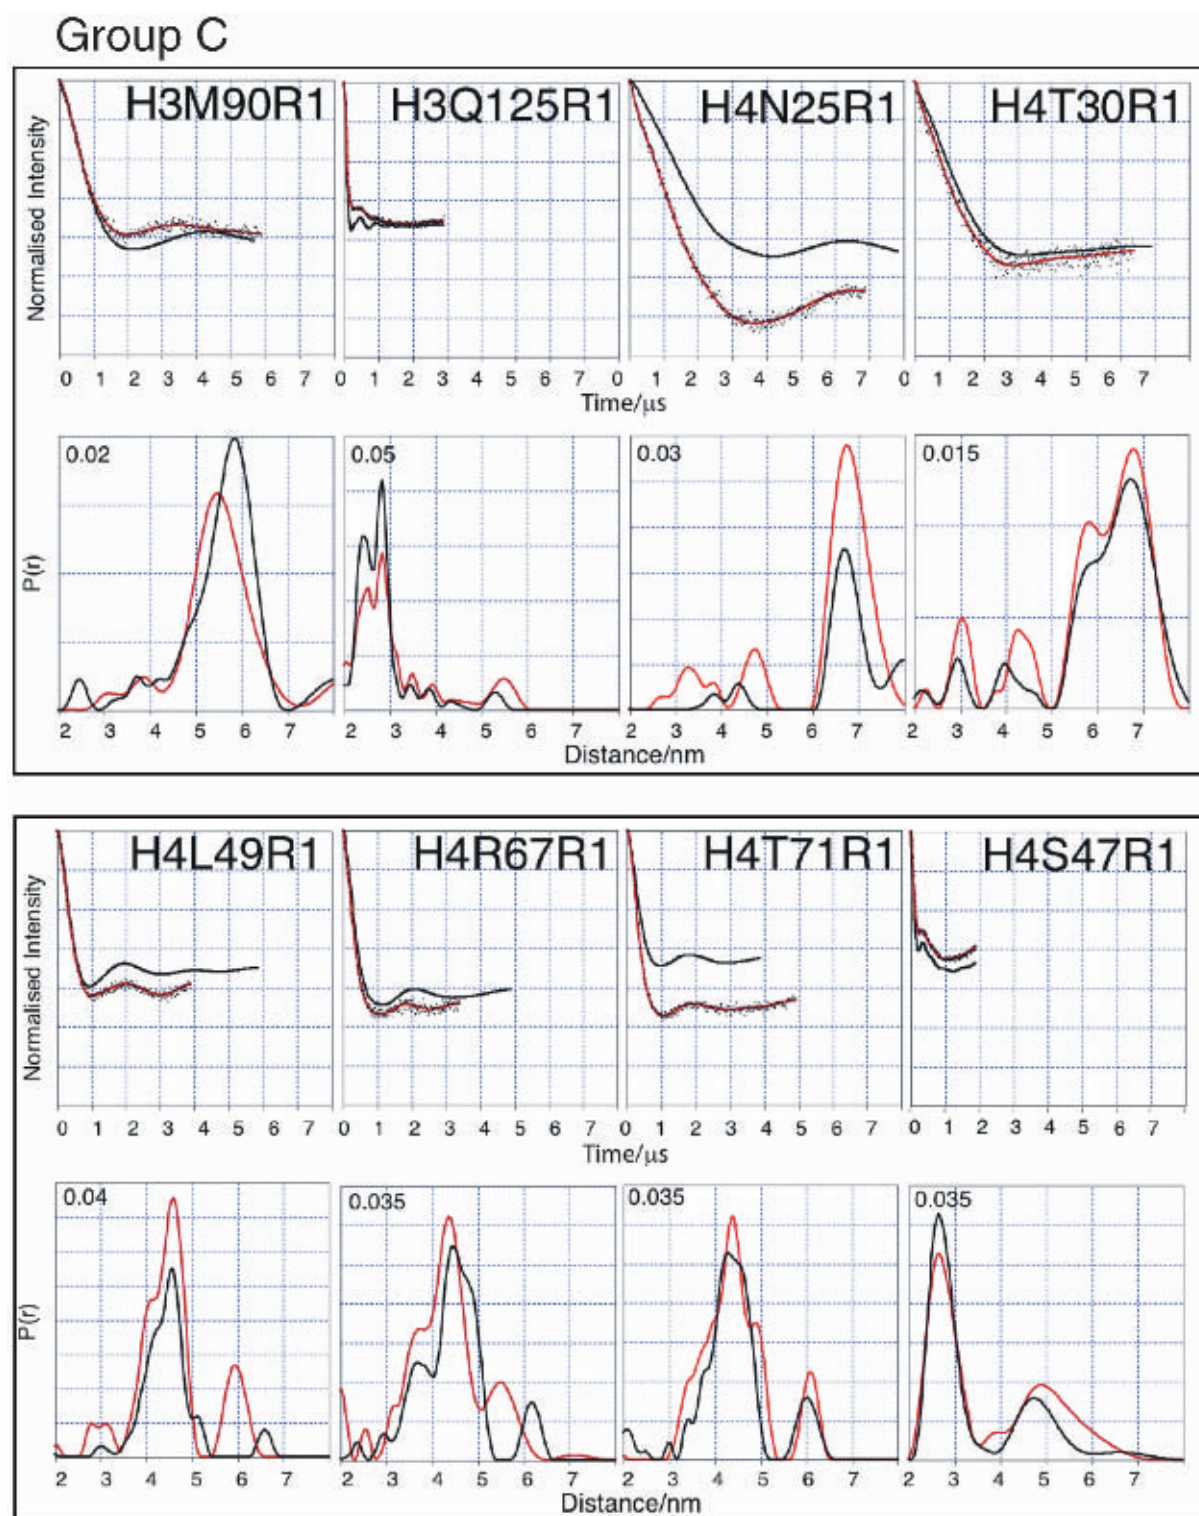 Group C
H3M90R1 H3Q125R1 H4N25R1 H4T30R1
Normalised Intensity
0 1 2 3 4 5 6 7 0 1 2 3 4 5 6 7 1 2 3 4 5 6 7 0 1 2 3 4 5 6 7
Time/μs
0.02 0.05 0.03 0.015
P(r)
2 3 4 5 6 7 2 3 4 5 6 7 2 3 4 5 6 7 2 3 4 5 6 7
Distance/nm
H4L49R1 H4R67R1 H4T71R1 H4S47R1
Normalised Intensity
0 1 2 3 4 5 6 7 0 1 2 3 4 5 6 7 0 1 2 3 4 5 6 7 0 1 2 3 4 5 6 7
Time/μs
0.04 0.035 0.035 0.035
P(r)
2 3 4 5 6 7 2 3 4 5 6 7 2 3 4 5 6 7 2 3 4 5 6 7
Distance/nm